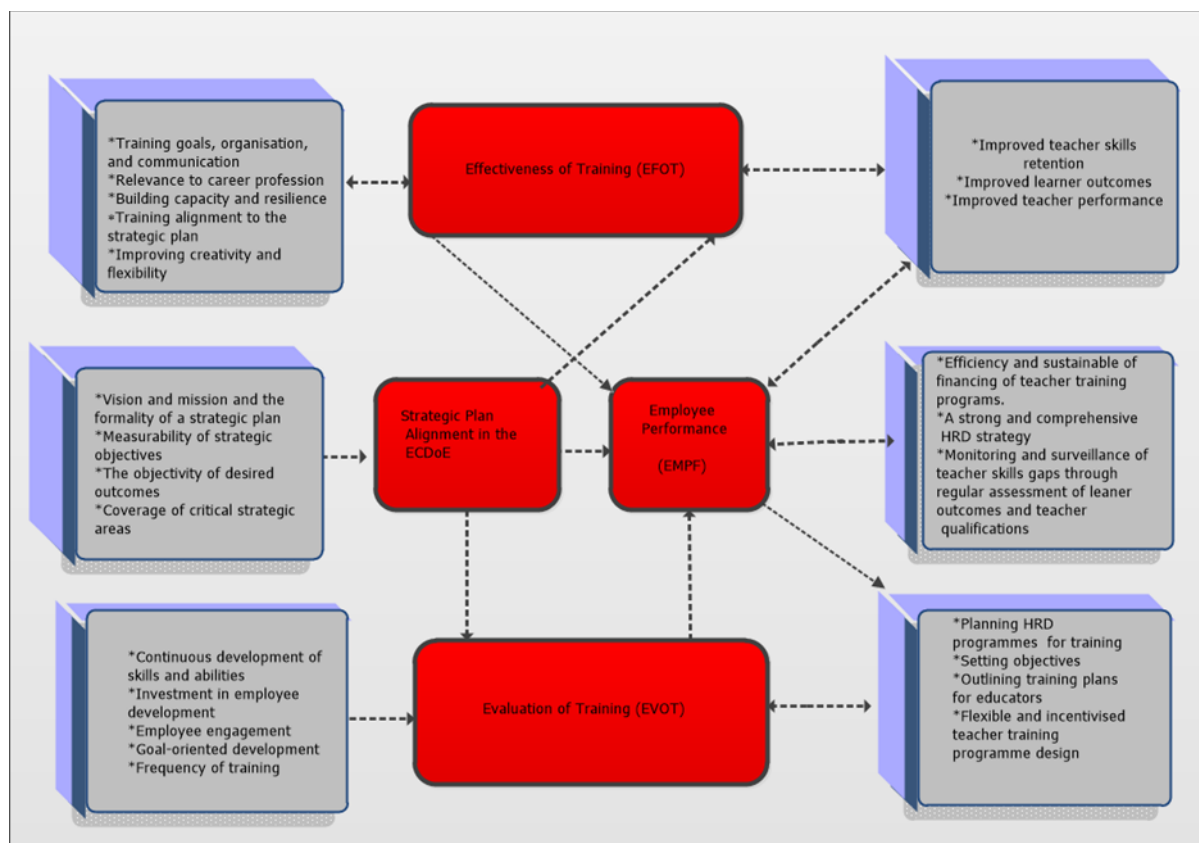 *Training goals, organisation,
and communication
*Relevance to career profession
*Building capacity and resilience
*Training alignment to the
strategic plan
*Improving creativity and
flexibility
Effectiveness of Training (EFOT)
*Improved teacher skills
retention
*Improved learner outcomes
*Improved teacher performance
*Vision and mission and the
formality of a strategic plan
*Measurability of strategic
objectives
*The objectivity of desired
outcomes
*Coverage of critical strategic
areas
Strategic Plan
Alignment in the
ECDoE
Employee
Performance
(EMPF)
*Efficiency and sustainable of
financing of teacher training
programs.
*A strong and comprehensive
HRD strategy
*Monitoring and surveillance of
teacher skills gaps through
regular assessment of leaner
outcomes and teacher
qualifications
*Continuous development of
skills and abilities
*Investment in employee
development
*Employee engagement
*Goal-oriented development
*Frequency of training
Evaluation of Training (EVOT)
*Planning HRD
programmes for training
*Setting objectives
*Outlining training plans
for educators
*Flexible and incentivised
teacher training
programme design